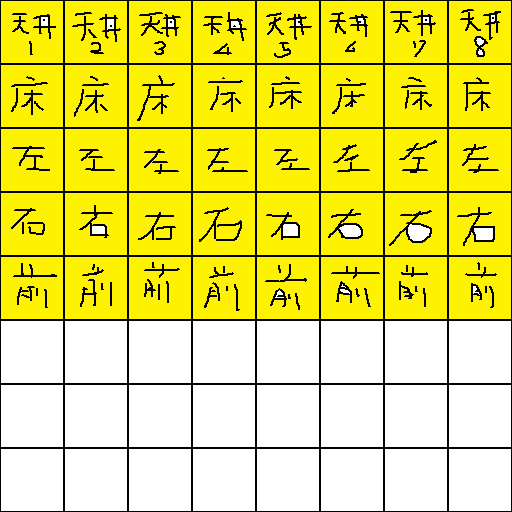 天井 天井 天井 天井 天井 天井 天井 天井
1 2 3 4 5 6 7 8
床 床 床 床 床 床 床 床
左 左 左 左 左 左 左 左
右 右 右 右 右 右 右 右
前 前 前 前 前 前 前 前